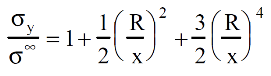 σ_y/σ^∞ = 1 + 1/2 (R/x)^2 + 3/2 (R/x)^4